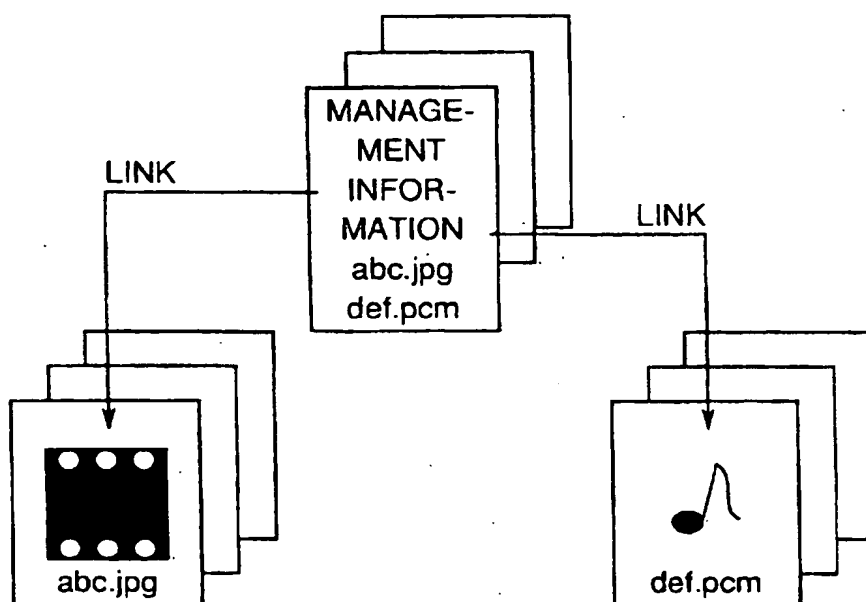 MANAGE-
MENT
INFOR-
MATION
abc.jpg
def.pcm
LINK
LINK
abc.jpg
def.pcm